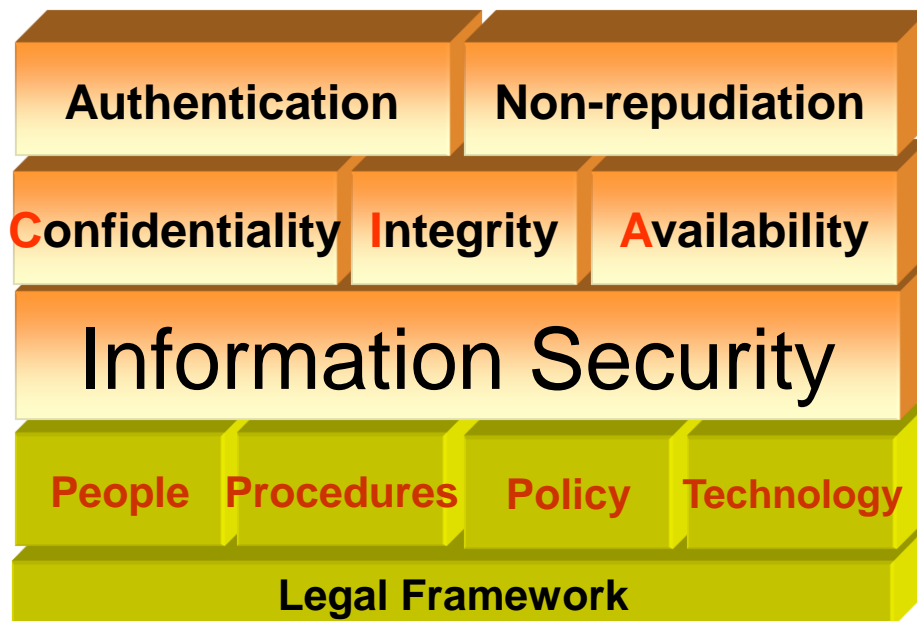 Authentication Non-repudiation
Confidentiality Integrity Availability
Information Security
People Procedures Policy Technology
Legal Framework